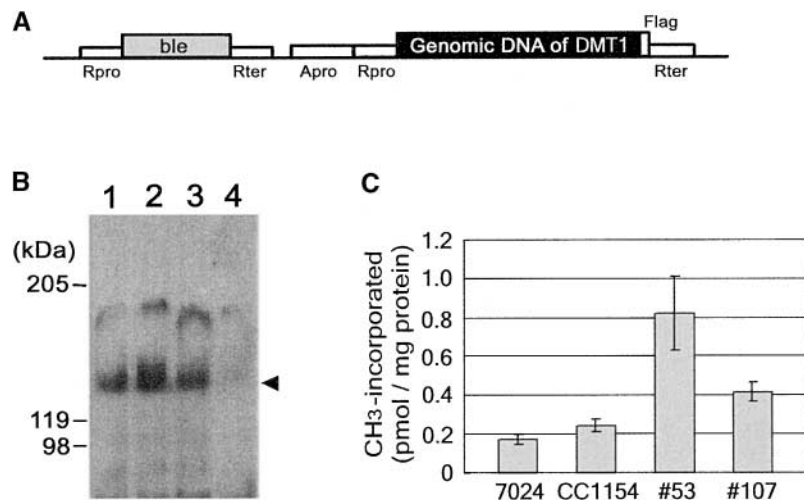 A
Flag
ble
Genomic DNA of DMT1
Rpro
Rter
Apro
Rpro
Rter
B
1 2 3 4
(kDa)
205
119
98
C
CH3-incorporated
(pmol / mg protein)
1.2
1.0
0.8
0.6
0.4
0.2
0
7024 CC1154 #53 #107